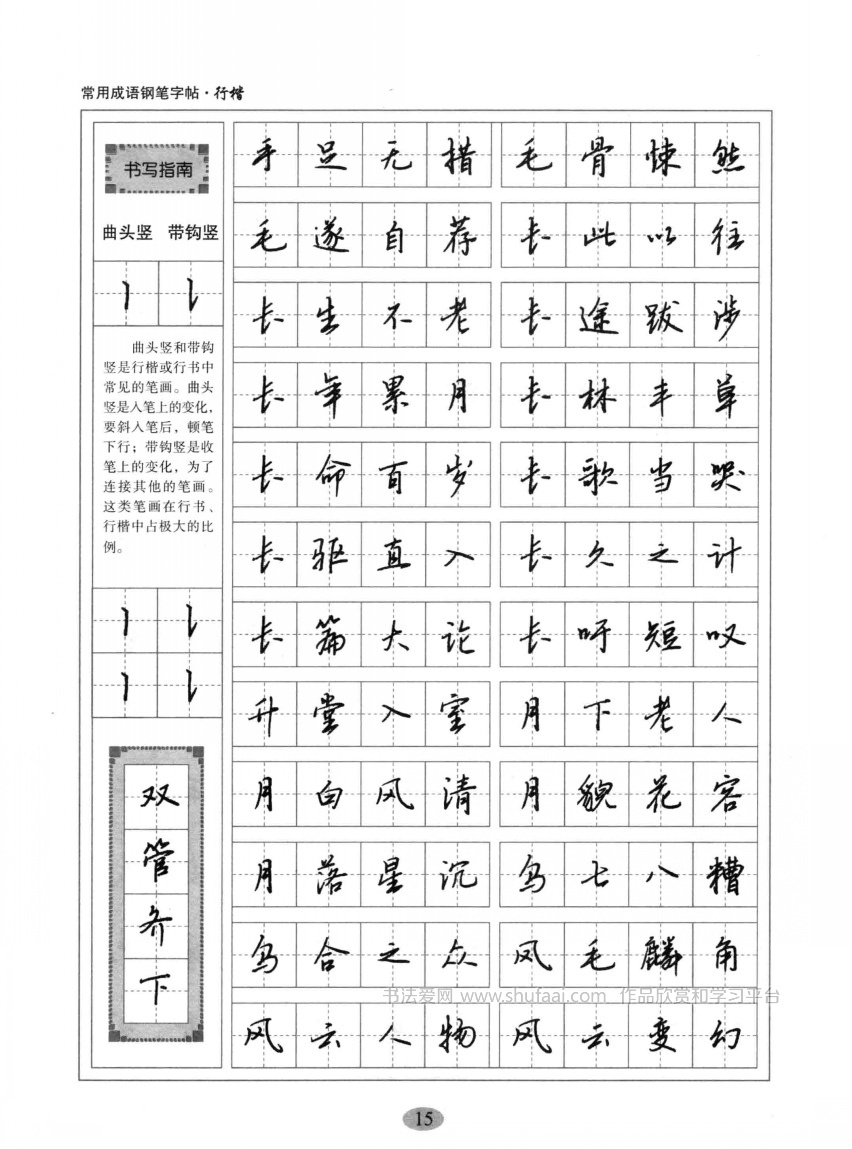 常用成语钢笔字帖·行楷
书写指南
曲头竖 带钩竖
曲头竖和带钩
竖是行楷或行书中
常见的笔画。曲头
竖是入笔上的变化，
要斜入笔后，顿笔
下行；带钩竖是收
笔上的变化，为了
连接其他的笔画。
这类笔画在行书、
行楷中占极大的比
例。
双管齐下
手足无措 毛骨悚然
毛遂自荐 长此以往
长生不老 长途跋涉
长年累月 长林丰草
长命百岁 长歌当哭
长驱直入 长久之计
长篇大论 长吁短叹
升堂入室 月下老人
月白风清 月貌花容
月落星沉 乌七八糟
乌合之众 凤毛麟角
风云人物 风云变幻
书法爱网 www.shufaai.com 作品欣赏和学习平台
15